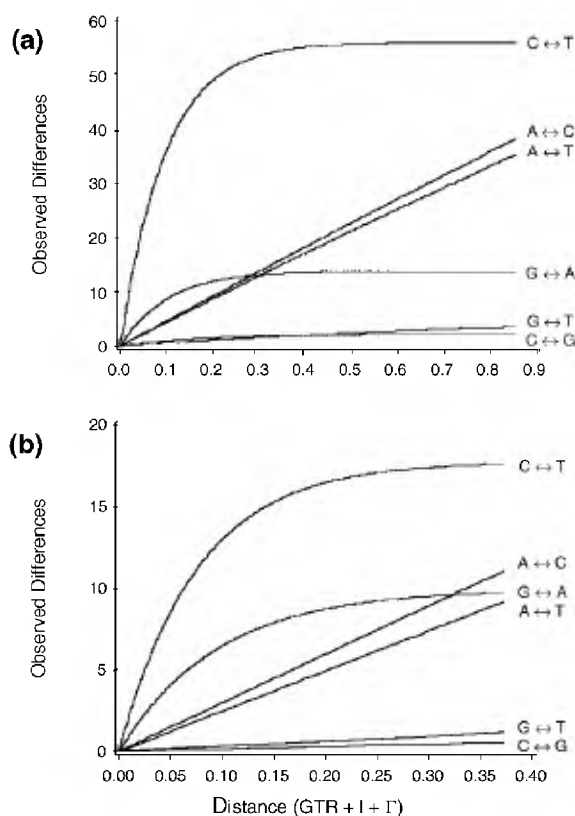 (a)
Observed Differences
60
50
40
30
20
10
0
C ↔ T
A ↔ C
A ↔ T
G ↔ A
G ↔ T
C ↔ G
0.0 0.1 0.2 0.3 0.4 0.5 0.6 0.7 0.8 0.9
(b)
Observed Differences
20
15
10
5
0
C ↔ T
A ↔ C
G ↔ A
A ↔ T
G ↔ T
C ↔ G
0.00 0.05 0.10 0.15 0.20 0.25 0.30 0.35 0.40
Distance (GTR + I + Γ)